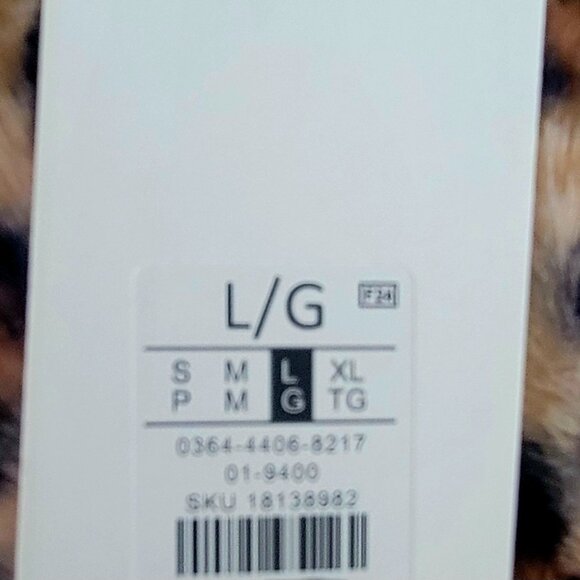 L/G F24
S M L XL
P M G TG
0364-4406-8217
01-9400
SKU 18138982